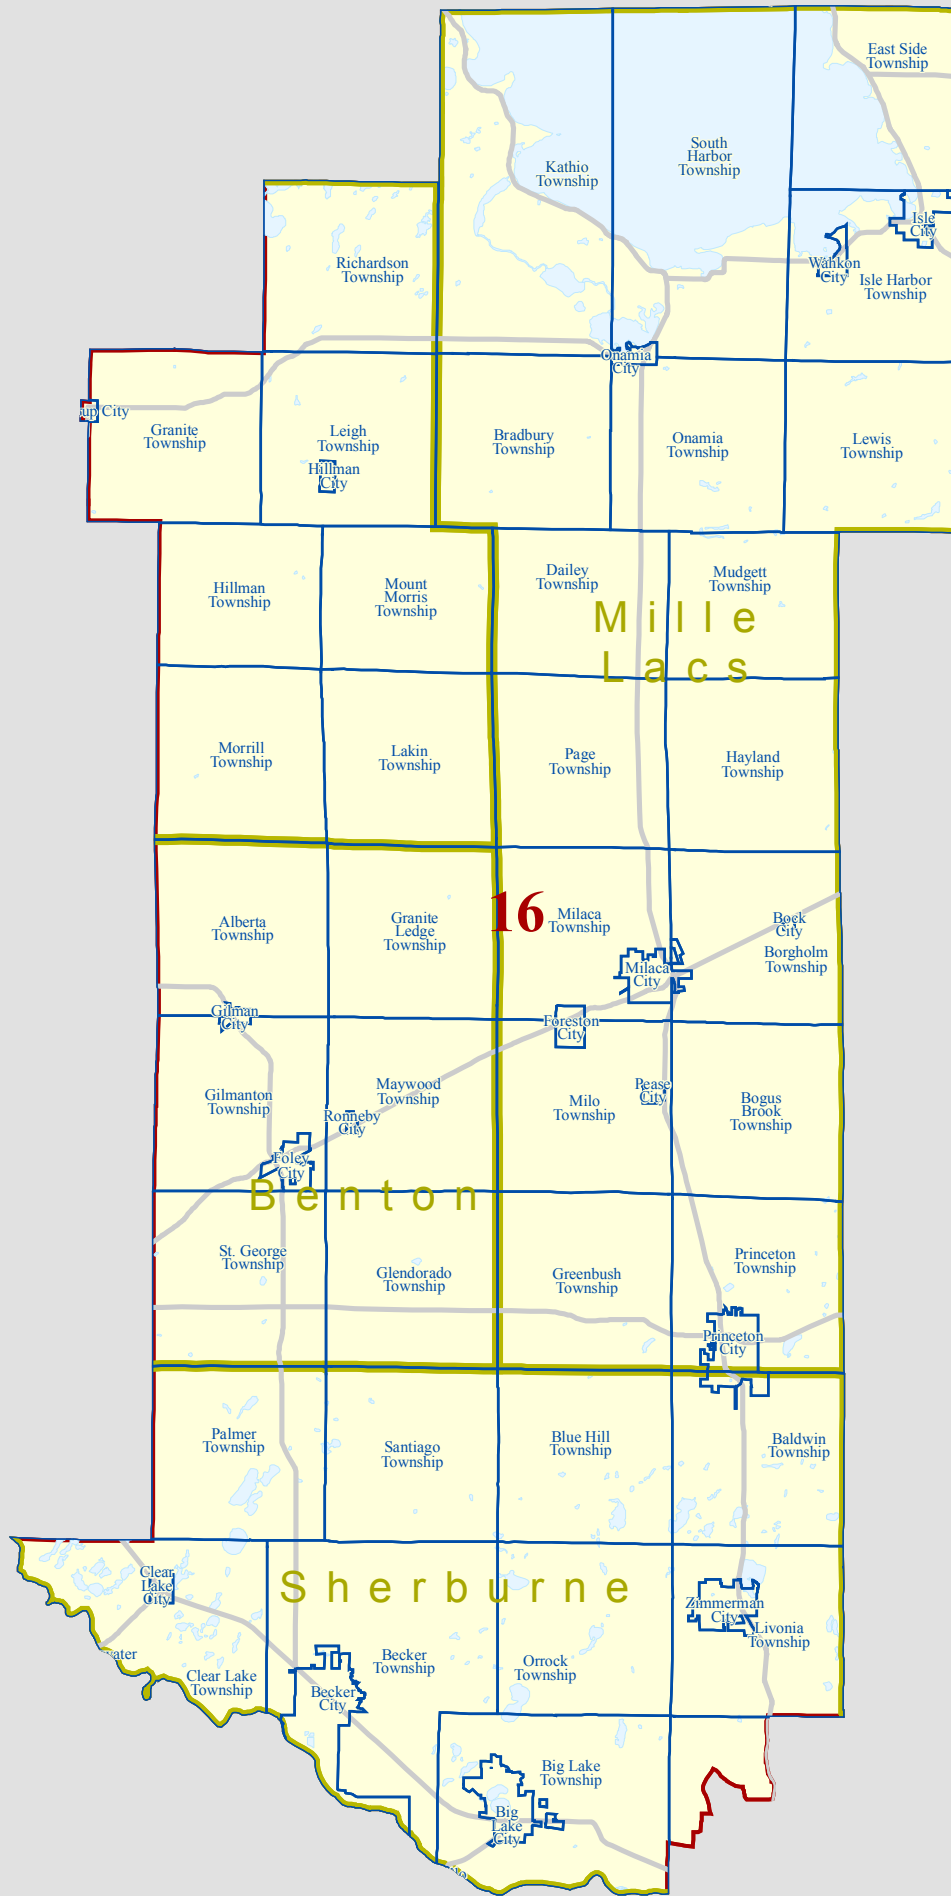 East Side
Township
South
Harbor
Township
Kathio
Township
Isle
City
Richardson
Township
Wahkon
City
Isle Harbor
Township
Onamia
City
up City
Granite
Township
Leigh
Township
Hillman
City
Bradbury
Township
Onamia
Township
Lewis
Township
Hillman
Township
Mount
Morris
Township
Dailey
Township
Mudgett
Township
Mille
Lacs
Morrill
Township
Lakin
Township
Page
Township
Hayland
Township
16
Alberta
Township
Granite
Ledge
Township
Milaca
Township
Bock
City
Borgholm
Township
Milaca
City
Gilman
City
Foreston
City
Gilmanton
Township
Maywood
Township
Ronneby
City
Milo
Township
Pease
City
Bogus
Brook
Township
Foley
City
Benton
St. George
Township
Glendorado
Township
Greenbush
Township
Princeton
Township
Princeton
City
Palmer
Township
Santiago
Township
Blue Hill
Township
Baldwin
Township
Clear
Lake
City
Sherburne
Zimmerman
City
Livonia
Township
ater
Clear Lake
Township
Becker
Township
Becker
City
Orrock
Township
Big Lake
Township
Big
Lake
City